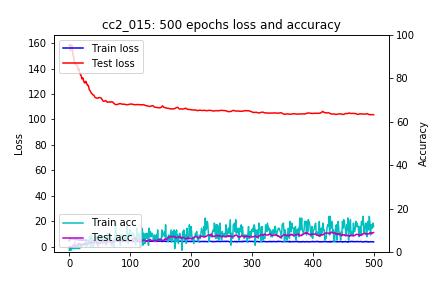 cc2_015: 500 epochs loss and accuracy
Train loss
Test loss
Train acc
Test acc
Loss
160
140
120
100
80
60
40
20
0
Accuracy
100
80
60
40
20
0
0 100 200 300 400 500